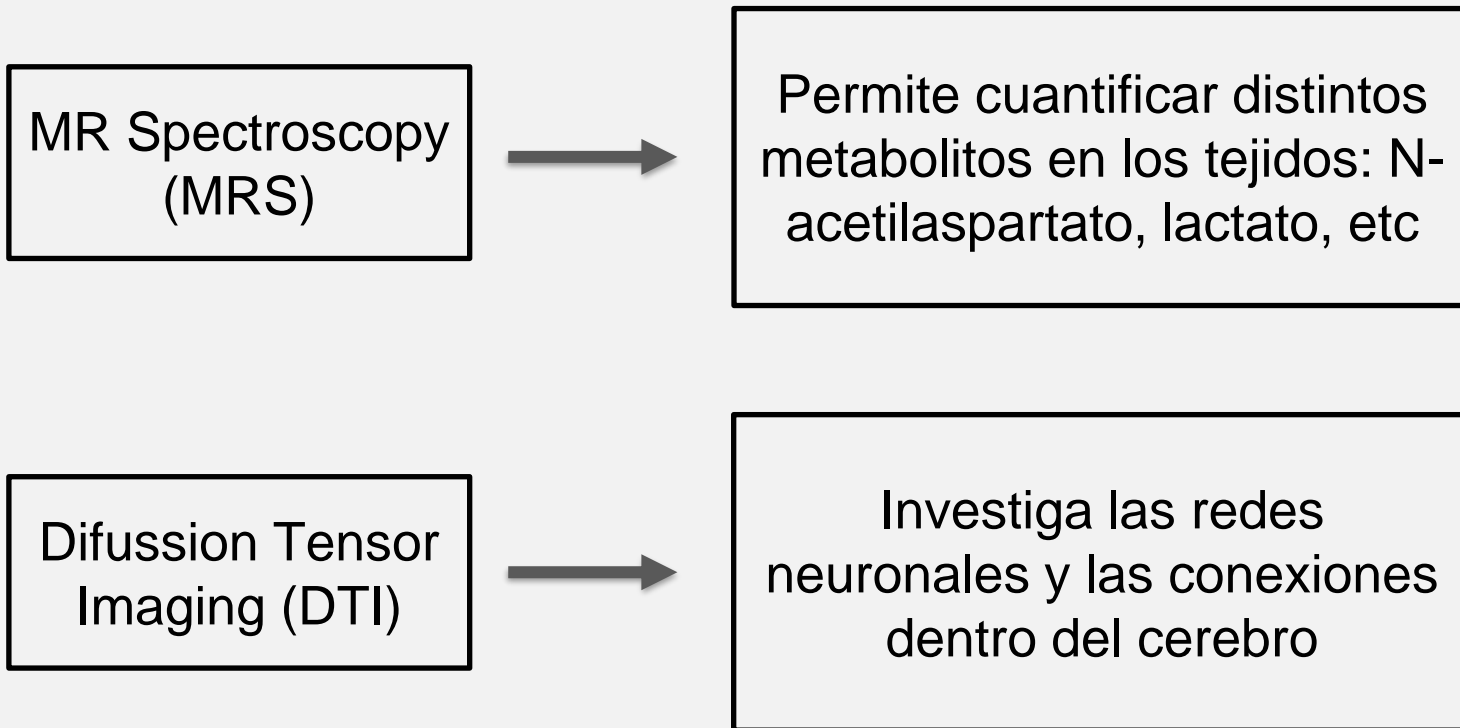 MR Spectroscopy
(MRS)
Permite cuantificar distintos
metabolitos en los tejidos: N-
acetilaspartato, lactato, etc
Difussion Tensor
Imaging (DTI)
Investiga las redes
neuronales y las conexiones
dentro del cerebro